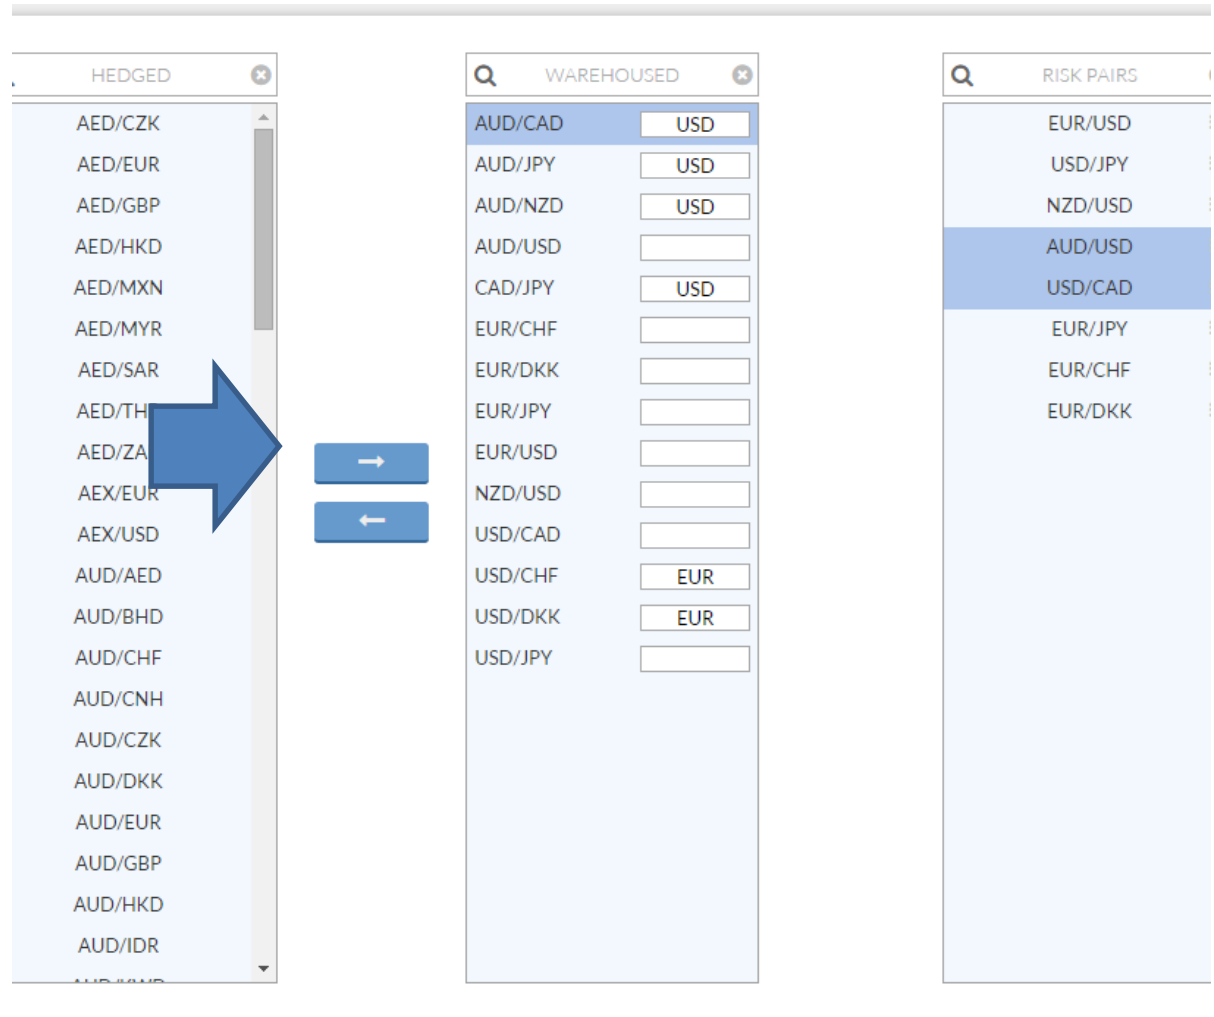 HEDGED
AED/CZK
AED/EUR
AED/GBP
AED/HKD
AED/MXN
AED/MYR
AED/SAR
AED/TH
AED/ZA
AEX/EUR
AEX/USD
AUD/AED
AUD/BHD
AUD/CHF
AUD/CNH
AUD/CZK
AUD/DKK
AUD/EUR
AUD/GBP
AUD/HKD
AUD/IDR
WAREHOUSED
AUD/CAD USD
AUD/JPY USD
AUD/NZD USD
AUD/USD
CAD/JPY USD
EUR/CHF
EUR/DKK
EUR/JPY
EUR/USD
NZD/USD
USD/CAD
USD/CHF EUR
USD/DKK EUR
USD/JPY
RISK PAIRS
EUR/USD
USD/JPY
NZD/USD
AUD/USD
USD/CAD
EUR/JPY
EUR/CHF
EUR/DKK